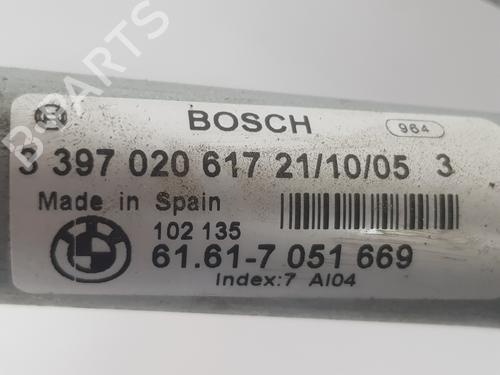 B PARTS
BOSCH 964
3 397 020 617 21/10/05 3
Made in Spain
102 135
61.61-7 051 669
Index:7 AI04